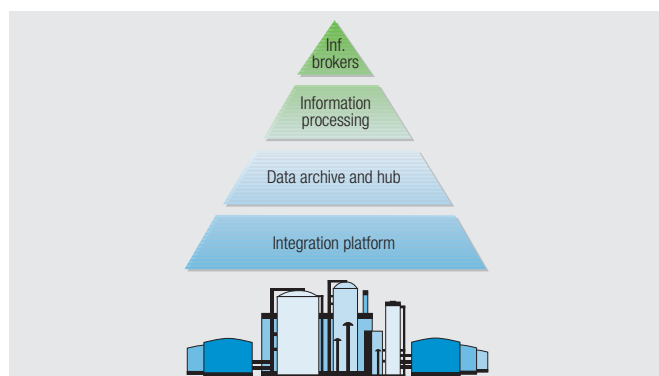 Inf.
brokers
Information
processing
Data archive and hub
Integration platform